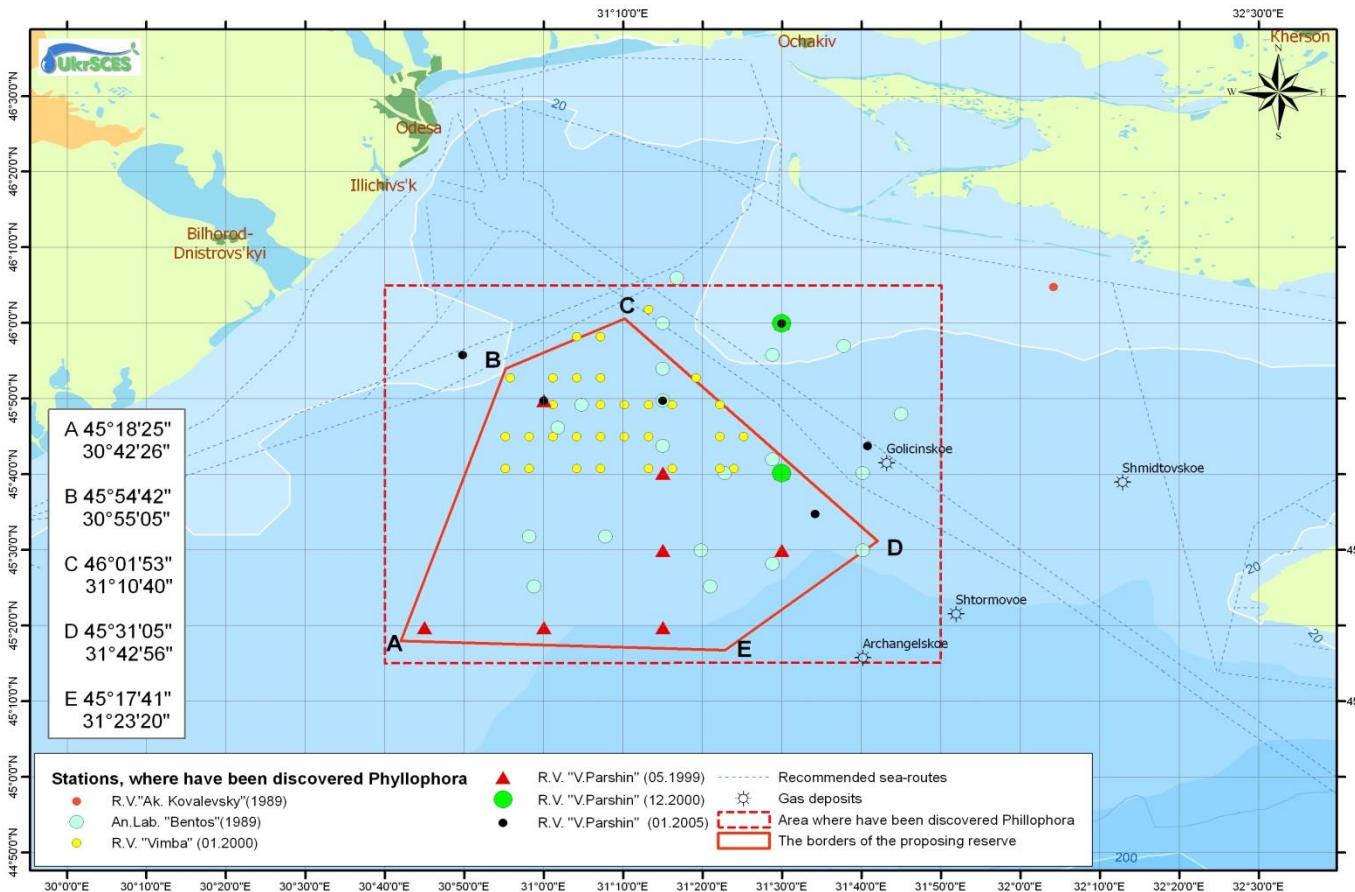 31°10'E
32°30'E
UkrSCES
Ochakiv
Kherson
N
W
E
S
46°30'0"N
20
Odesa
46°20'0"N
Illichivs'k
Bilhorod-
Dnistrovs'kyi
46°10'0"N
C
46°0'0"N
B
45°50'0"N
A 45°18'25"
30°42'26"
B 45°54'42"
30°55'05"
C 46°01'53"
31°10'40"
D 45°31'05"
31°42'56"
E 45°17'41"
31°23'20"
Golicinskoe
Shmidtovskoe
45°40'0"N
D
45°30'0"N
45
20
Shtormovoe
45°20'0"N
20
A
E
Archangelskoe
45°10'0"N
45
45°0'0"N
Stations, where have been discovered Phyllophora
R.V."Ak. Kovalevsky"(1989)
An.Lab. "Bentos"(1989)
R.V. "Vimba" (01.2000)
R.V. "V.Parshin" (05.1999)
R.V. "V.Parshin" (12.2000)
R.V. "V.Parshin" (01.2005)
Recommended sea-routes
Gas deposits
Area where have been discovered Phillophora
The borders of the proposing reserve
44°50'0"N
200
30°0'0"E
30°10'0"E
30°20'0"E
30°30'0"E
30°40'0"E
30°50'0"E
31°0'0"E
31°10'0"E
31°20'0"E
31°30'0"E
31°40'0"E
31°50'0"E
32°0'0"E
32°10'0"E
32°20'0"E
32°30'0"E